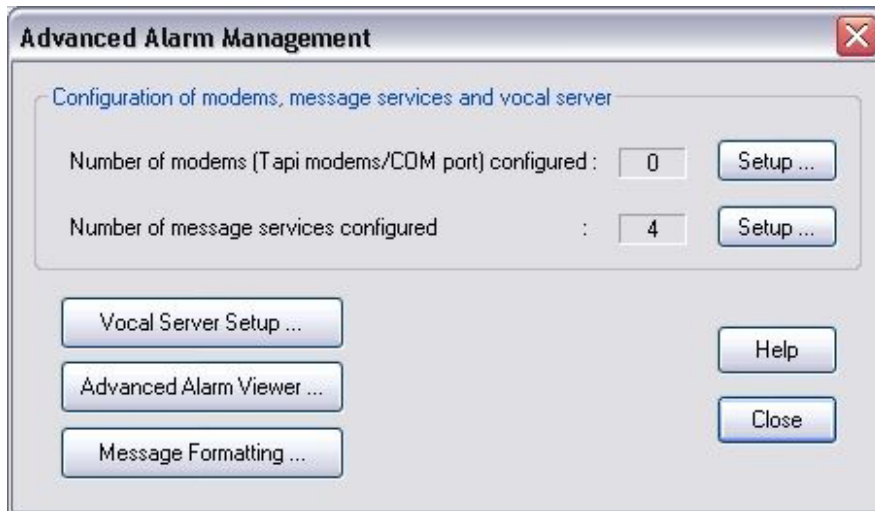 Advanced Alarm Management
Configuration of modems, message services and vocal server
Number of modems (Tapi modems/COM port) configured : 0 Setup ...
Number of message services configured : 4 Setup ...
Vocal Server Setup ...
Help
Advanced Alarm Viewer ...
Close
Message Formatting ...